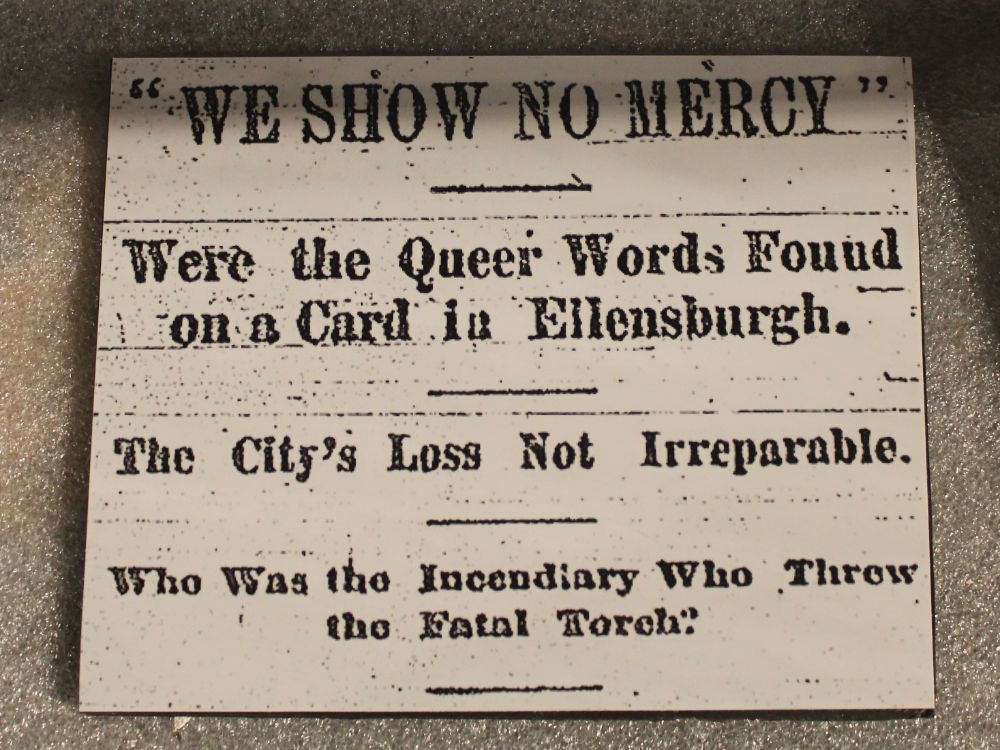 “WE SHOW NO MERCY”
Were the Queer Words Found
on a Card in Ellensburgh.
The City’s Loss Not Irreparable.
Who Was the Incendiary Who Threw
the Fatal Torch?